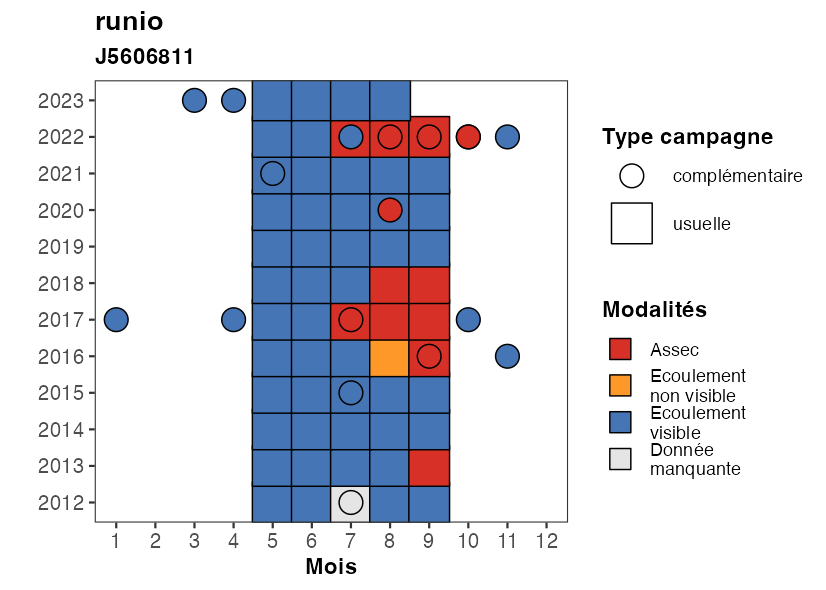 runio
J5606811
2023
2022
2021
2020
2019
2018
2017
2016
2015
2014
2013
2012
1 2 3 4 5 6 7 8 9 10 11 12
Mois
Type campagne
complémentaire
usuelle
Modalités
Assec
Ecoulement
non visible
Ecoulement
visible
Donnée
manquante